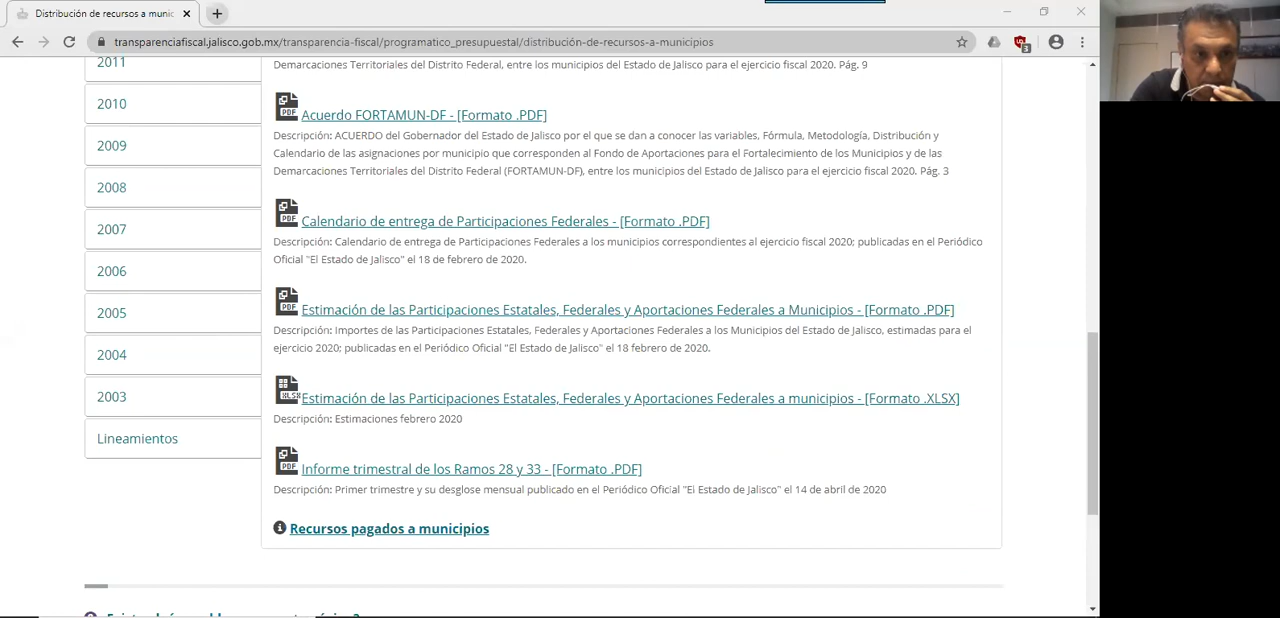 Distribución de recursos a munic
transparenciafiscal.jalisco.gob.mx/transparencia-fiscal/programatico_presupuestal/distribución-de-recursos-a-municipios
3
2011
Demarcaciones Territoriales del Distrito Federal, entre los municipios del Estado de Jalisco para el ejercicio fiscal 2020. Pág. 9
2010
PDF
Acuerdo FORTAMUN-DF - [Formato .PDF]
Descripción: ACUERDO del Gobernador del Estado de Jalisco por el que se dan a conocer las variables, Fórmula, Metodología, Distribución y
2009
Calendario de las asignaciones por municipio que corresponden al Fondo de Aportaciones para el Fortalecimiento de los Municipios y de las
Demarcaciones Territoriales del Distrito Federal (FORTAMUN-DF), entre los municipios del Estado de Jalisco para el ejercicio fiscal 2020. Pág. 3
2008
PDF
Calendario de entrega de Participaciones Federales - [Formato .PDF]
2007
Descripción: Calendario de entrega de Participaciones Federales a los municipios correspondientes al ejercicio fiscal 2020; publicadas en el Periódico
Oficial "El Estado de Jalisco" el 18 de febrero de 2020.
2006
PDF
Estimación de las Participaciones Estatales, Federales y Aportaciones Federales a Municipios - [Formato .PDF]
2005
Descripción: Importes de las Participaciones Estatales, Federales y Aportaciones Federales a los Municipios del Estado de Jalisco, estimadas para el
ejercicio 2020; publicadas en el Periódico Oficial "El Estado de Jalisco" el 18 febrero de 2020.
2004
XLSX
Estimación de las Participaciones Estatales, Federales y Aportaciones Federales a municipios - [Formato .XLSX]
2003
Descripción: Estimaciones febrero 2020
Lineamientos
PDF
Informe trimestral de los Ramos 28 y 33 - [Formato .PDF]
Descripción: Primer trimestre y su desglose mensual publicado en el Periódico Oficial "Ei Estado de Jalisco" el 14 de abril de 2020
Recursos pagados a municipios